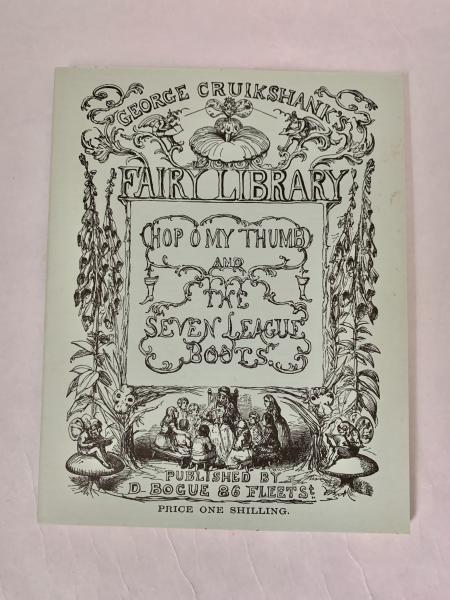 GEORGE CRUIKSHANK'S
FAIRY LIBRARY
HOP O MY THUMB
AND
THE
SEVEN LEAGUE
BOOTS.
PUBLISHED BY
D BOGUE 86 FLEET St.
PRICE ONE SHILLING.